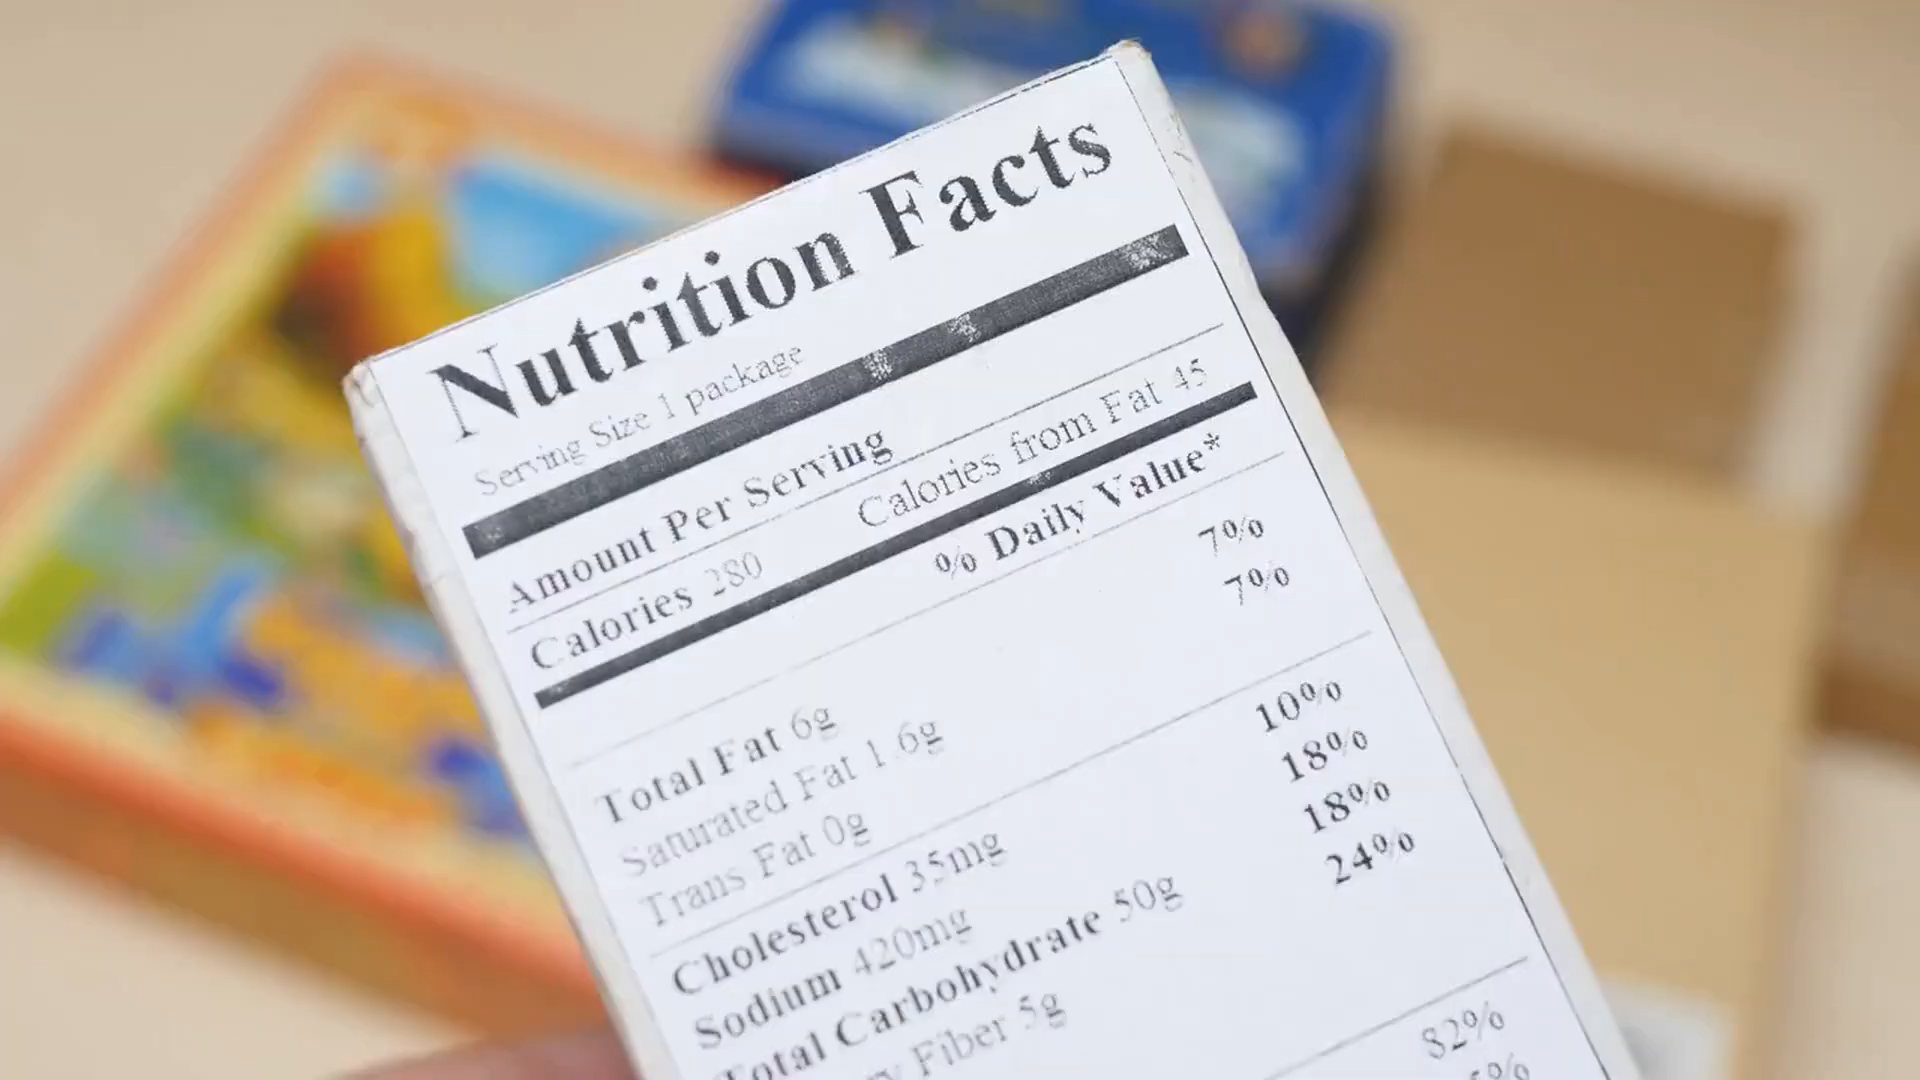 Nutrition Facts
Serving Size 1 package
Amount Per Serving
Calories 280 Calories from Fat 45
% Daily Value*
Total Fat 6g 7%
Saturated Fat 1.6g 7%
Trans Fat 0g
Cholesterol 35mg 10%
Sodium 420mg 18%
Total Carbohydrate 50g 18%
Fiber 5g 24%
82%